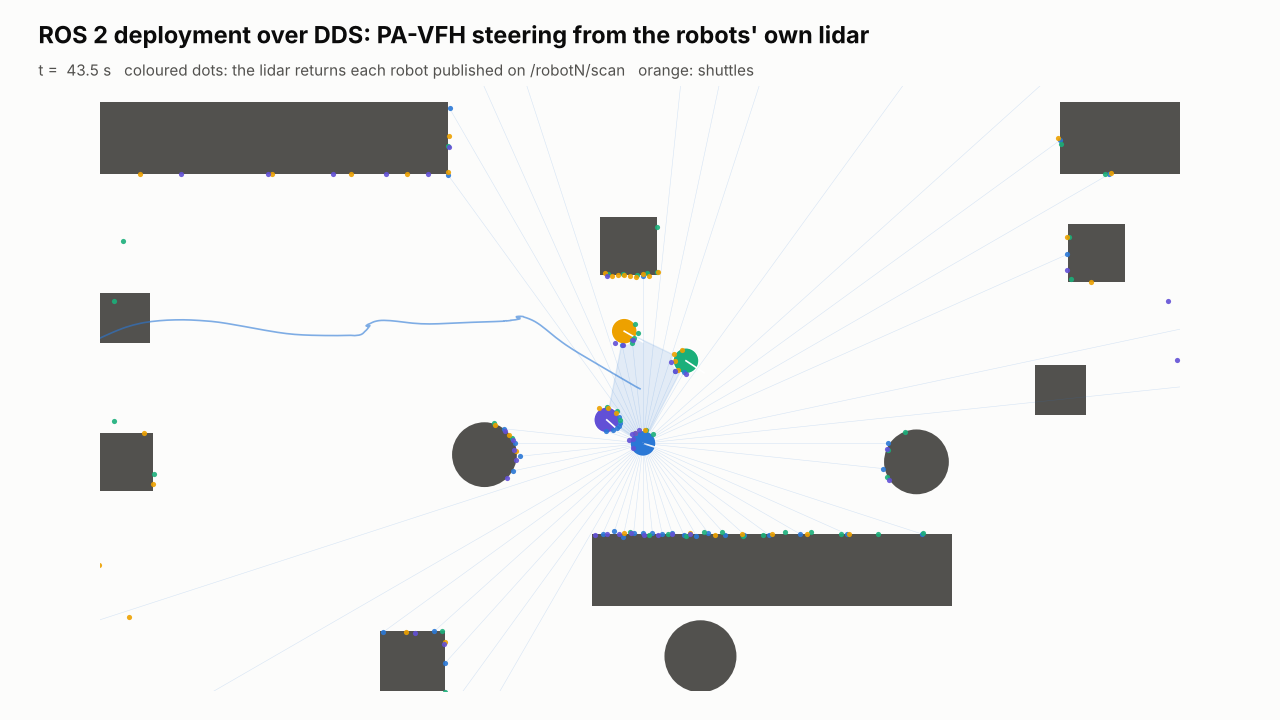 ROS 2 deployment over DDS: PA-VFH steering from the robots' own lidar
t =  43.5 s   coloured dots: the lidar returns each robot published on /robotN/scan   orange: shuttles